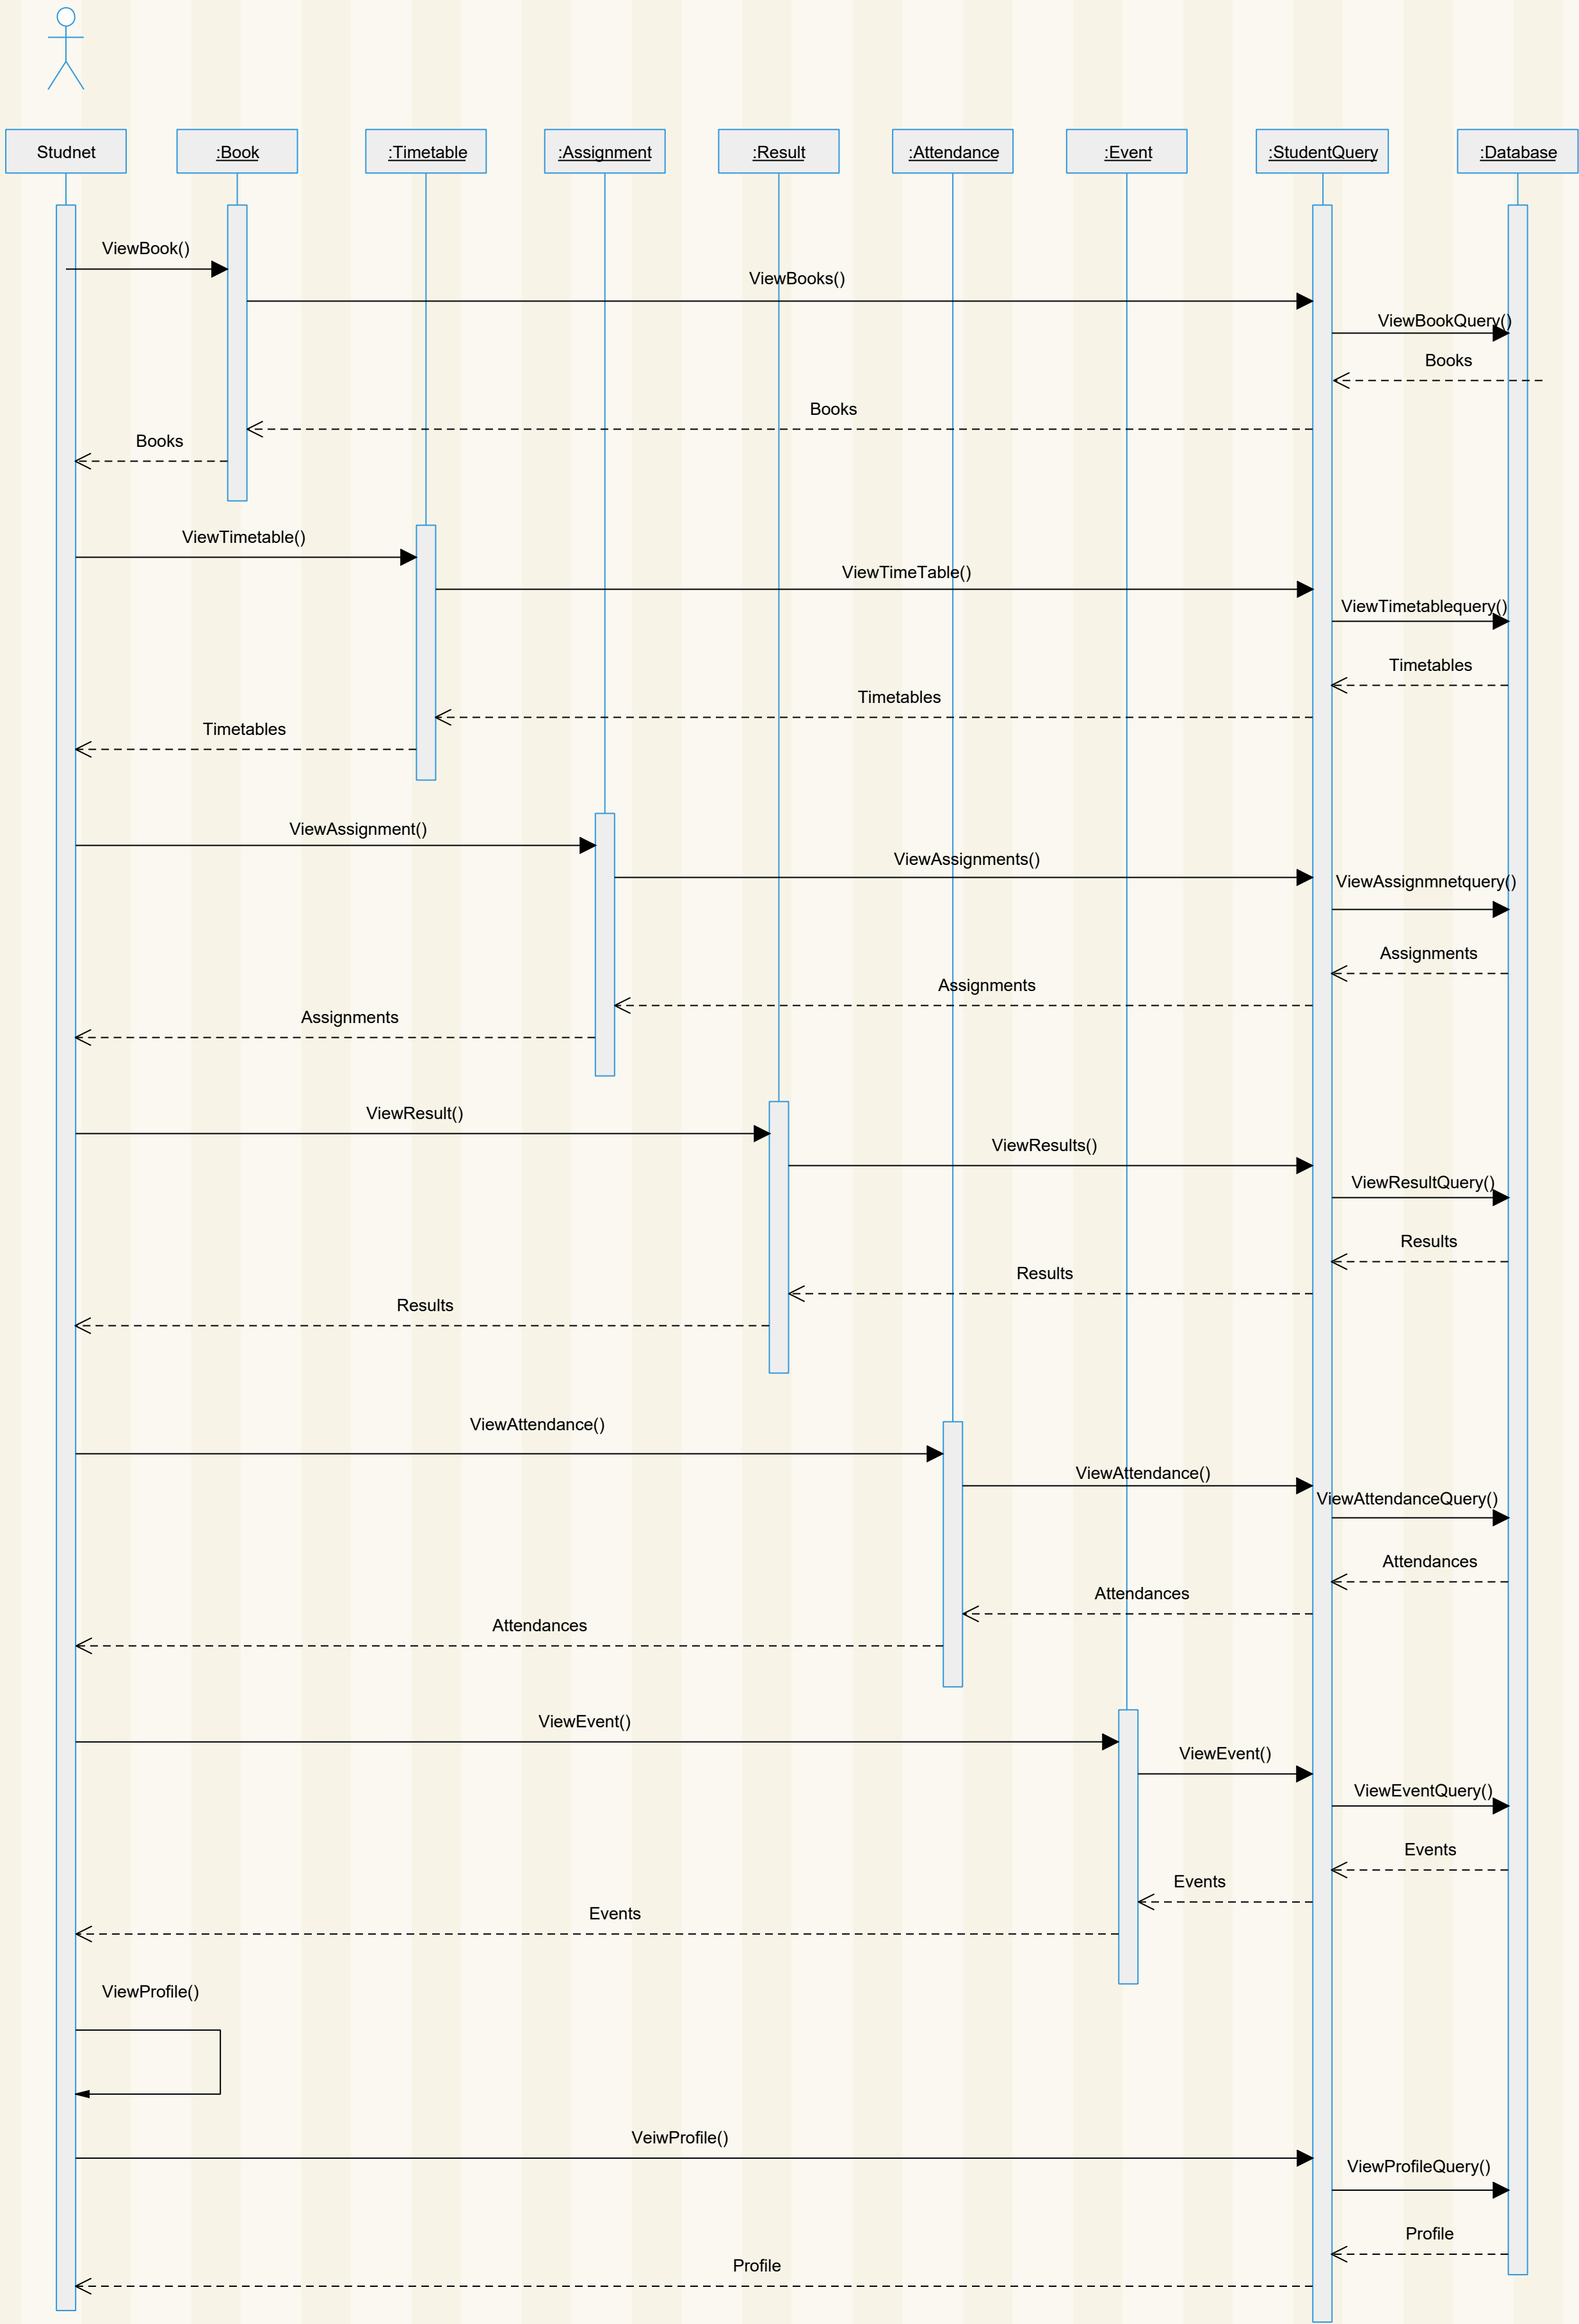 Studnet
:Book
:Timetable
:Assignment
:Result
:Attendance
:Event
:StudentQuery
:Database
ViewBook()
ViewBooks()
ViewBookQuery()
Books
Books
Books
ViewTimetable()
ViewTimeTable()
ViewTimetablequery()
Timetables
Timetables
Timetables
ViewAssignment()
ViewAssignments()
ViewAssignmnetquery()
Assignments
Assignments
Assignments
ViewResult()
ViewResults()
ViewResultQuery()
Results
Results
Results
ViewAttendance()
ViewAttendance()
ViewAttendanceQuery()
Attendances
Attendances
Attendances
ViewEvent()
ViewEvent()
ViewEventQuery()
Events
Events
Events
ViewProfile()
VeiwProfile()
ViewProfileQuery()
Profile
Profile